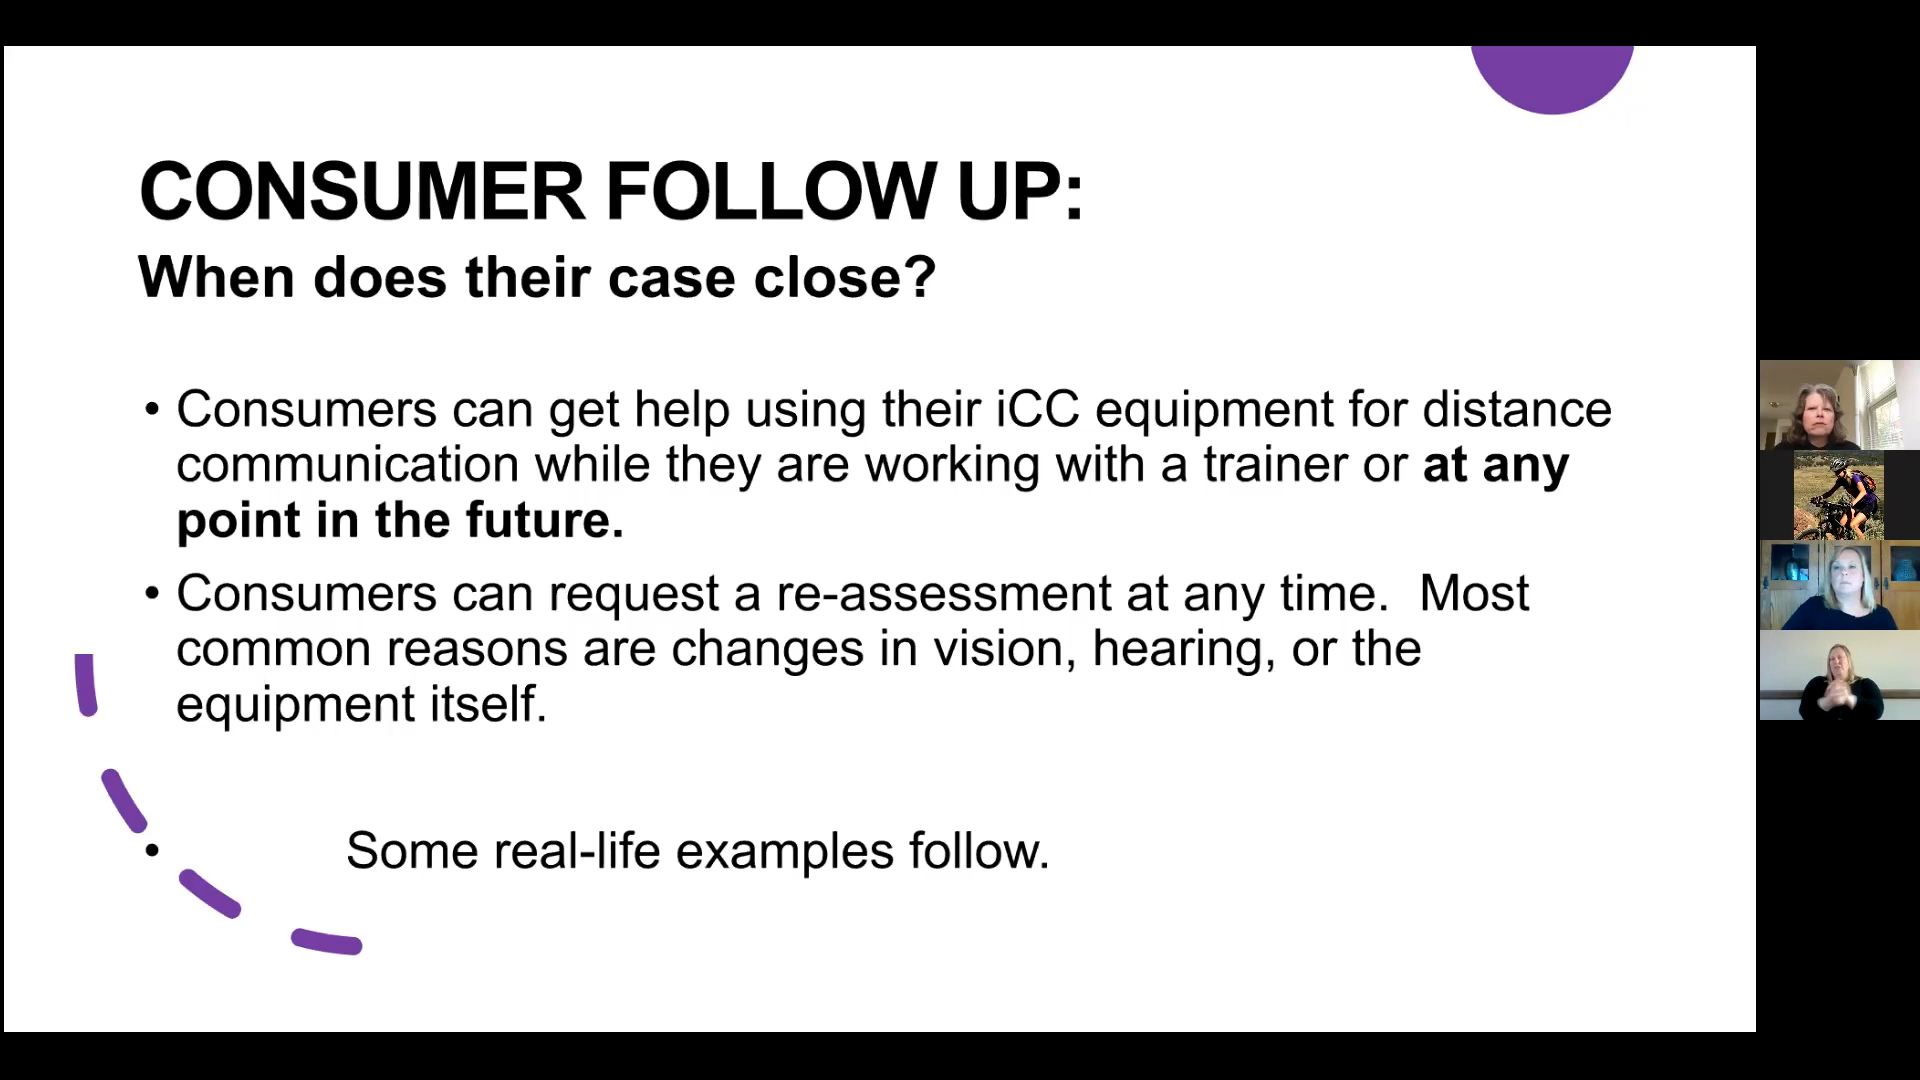 CONSUMER FOLLOW UP:
When does their case close?
• Consumers can get help using their iCC equipment for distance
communication while they are working with a trainer or at any
point in the future.
• Consumers can request a re-assessment at any time.  Most
common reasons are changes in vision, hearing, or the
equipment itself.
• Some real-life examples follow.